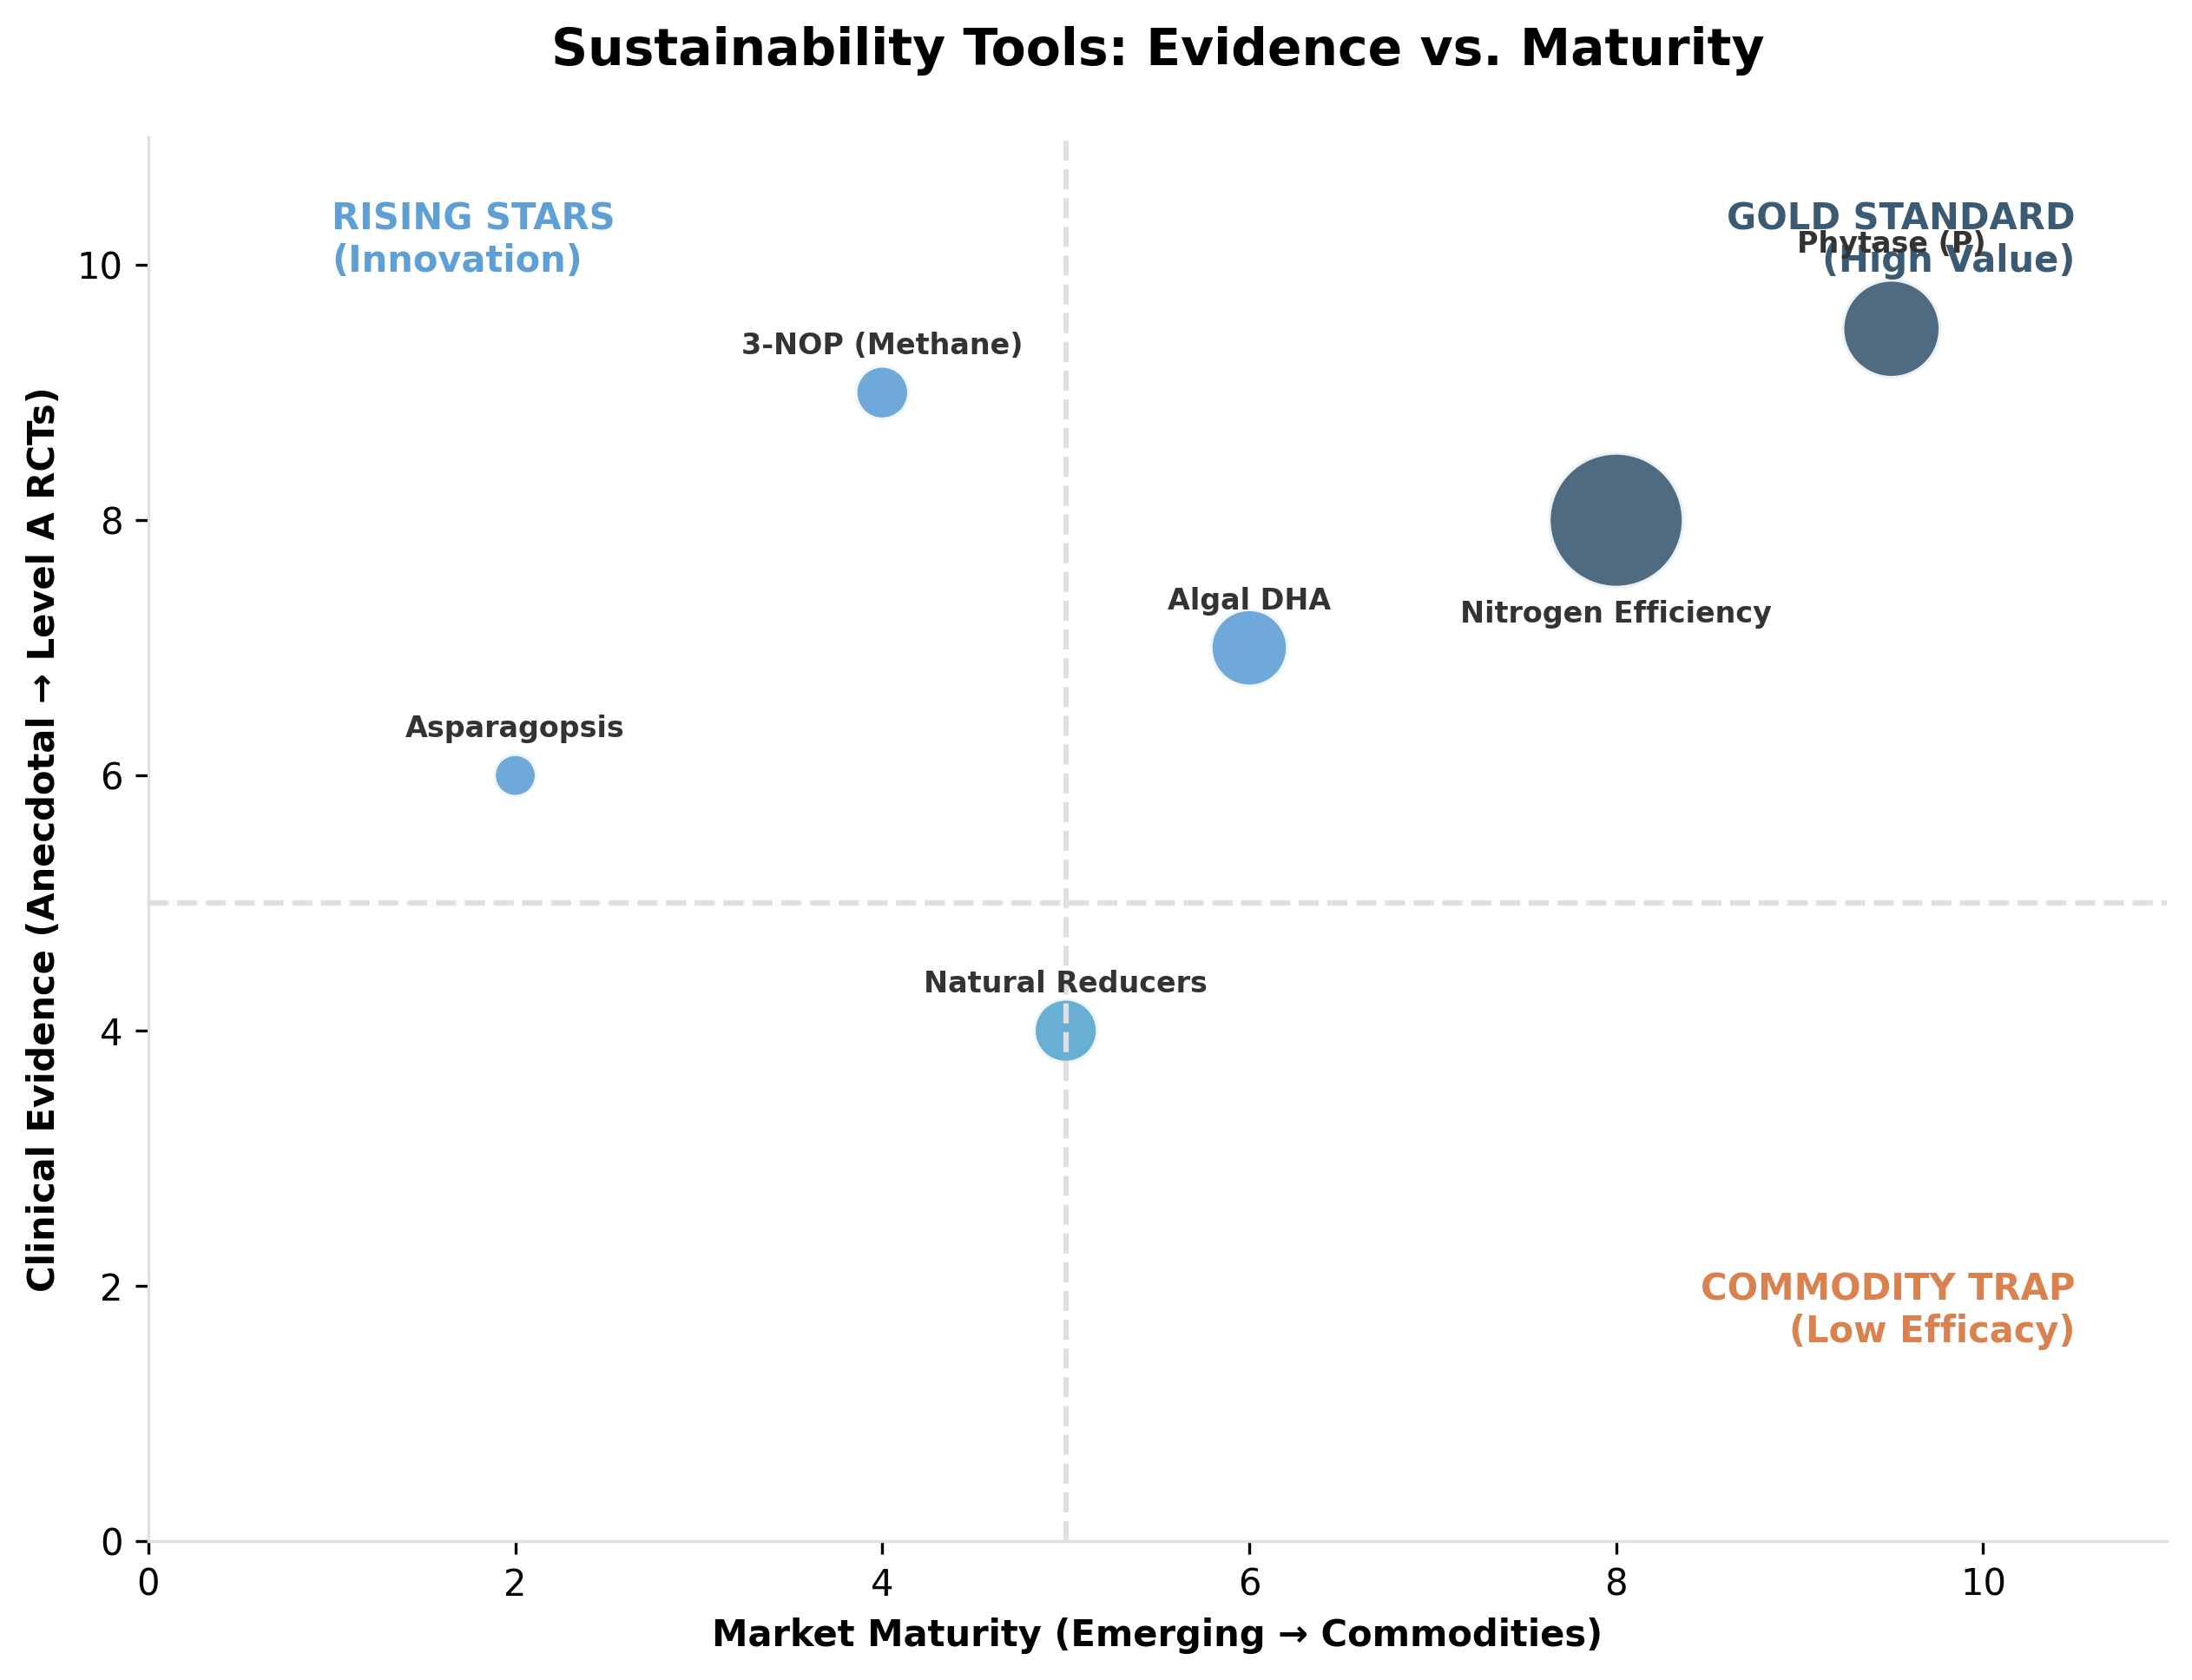 Sustainability Tools: Evidence vs. Maturity
RISING STARS
(Innovation)
GOLD STANDARD
(High Value)
Phytase (P)
3-NOP (Methane)
Algal DHA
Nitrogen Efficiency
Asparagopsis
Natural Reducers
COMMODITY TRAP
(Low Efficacy)
Clinical Evidence (Anecdotal → Level A RCTs)
10
8
6
4
2
0
0
2
4
6
8
10
Market Maturity (Emerging → Commodities)